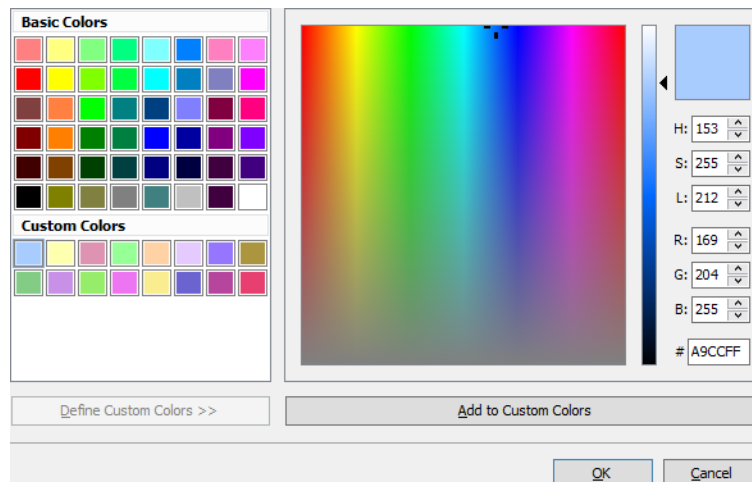 Basic Colors
Custom Colors
H: 153
S: 255
L: 212
R: 169
G: 204
B: 255
# A9CCFF
Define Custom Colors >>
Add to Custom Colors
OK
Cancel